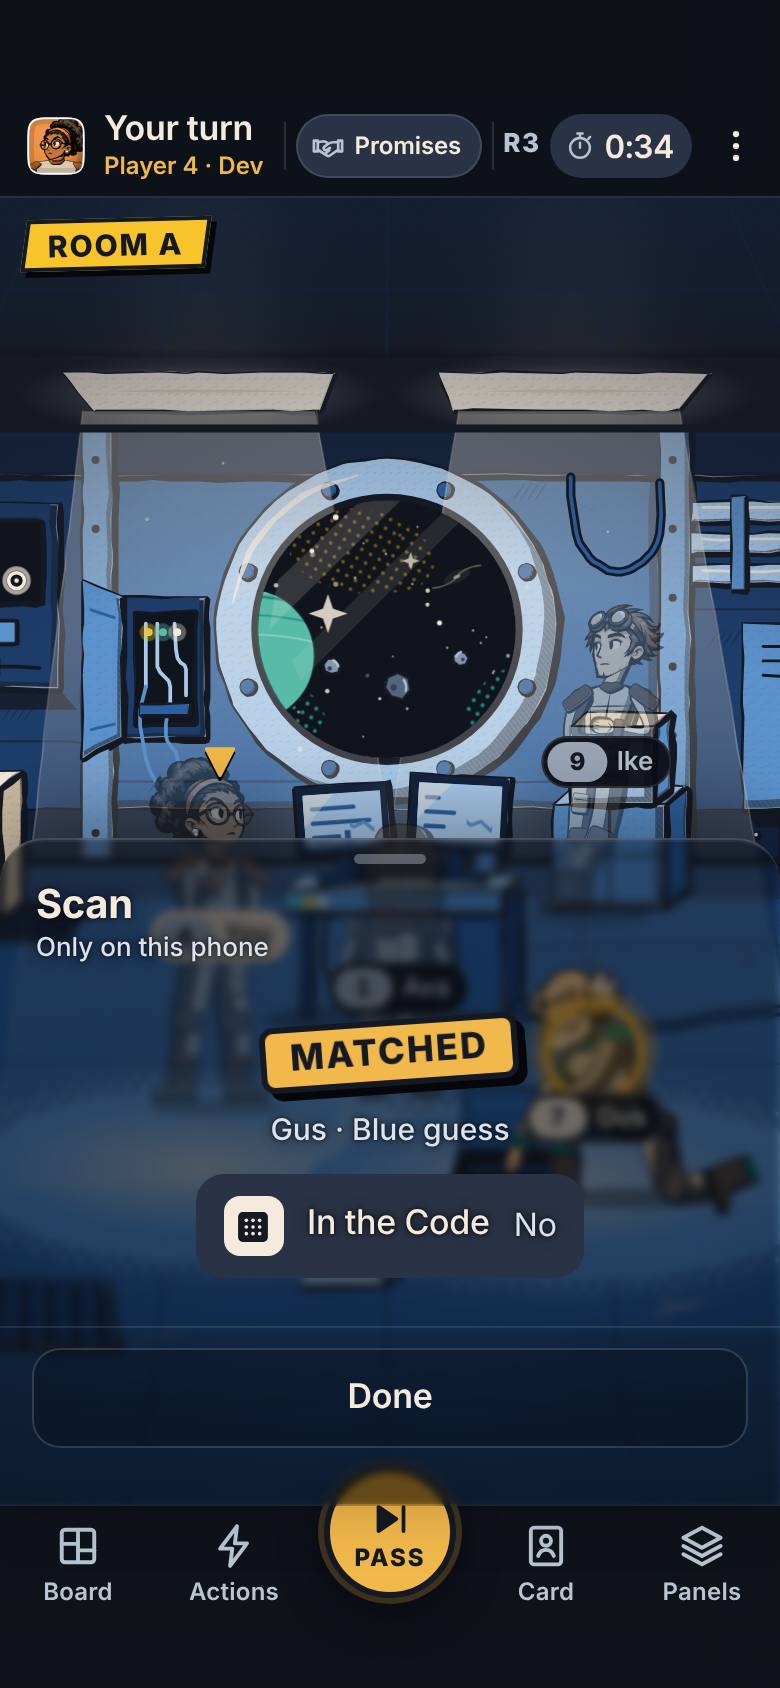 Your turn
Player 4 · Dev
Promises
R3
0:34
ROOM A
9 Ike
Scan
Only on this phone
MATCHED
Gus · Blue guess
In the Code No
Done
PASS
Board
Actions
Card
Panels